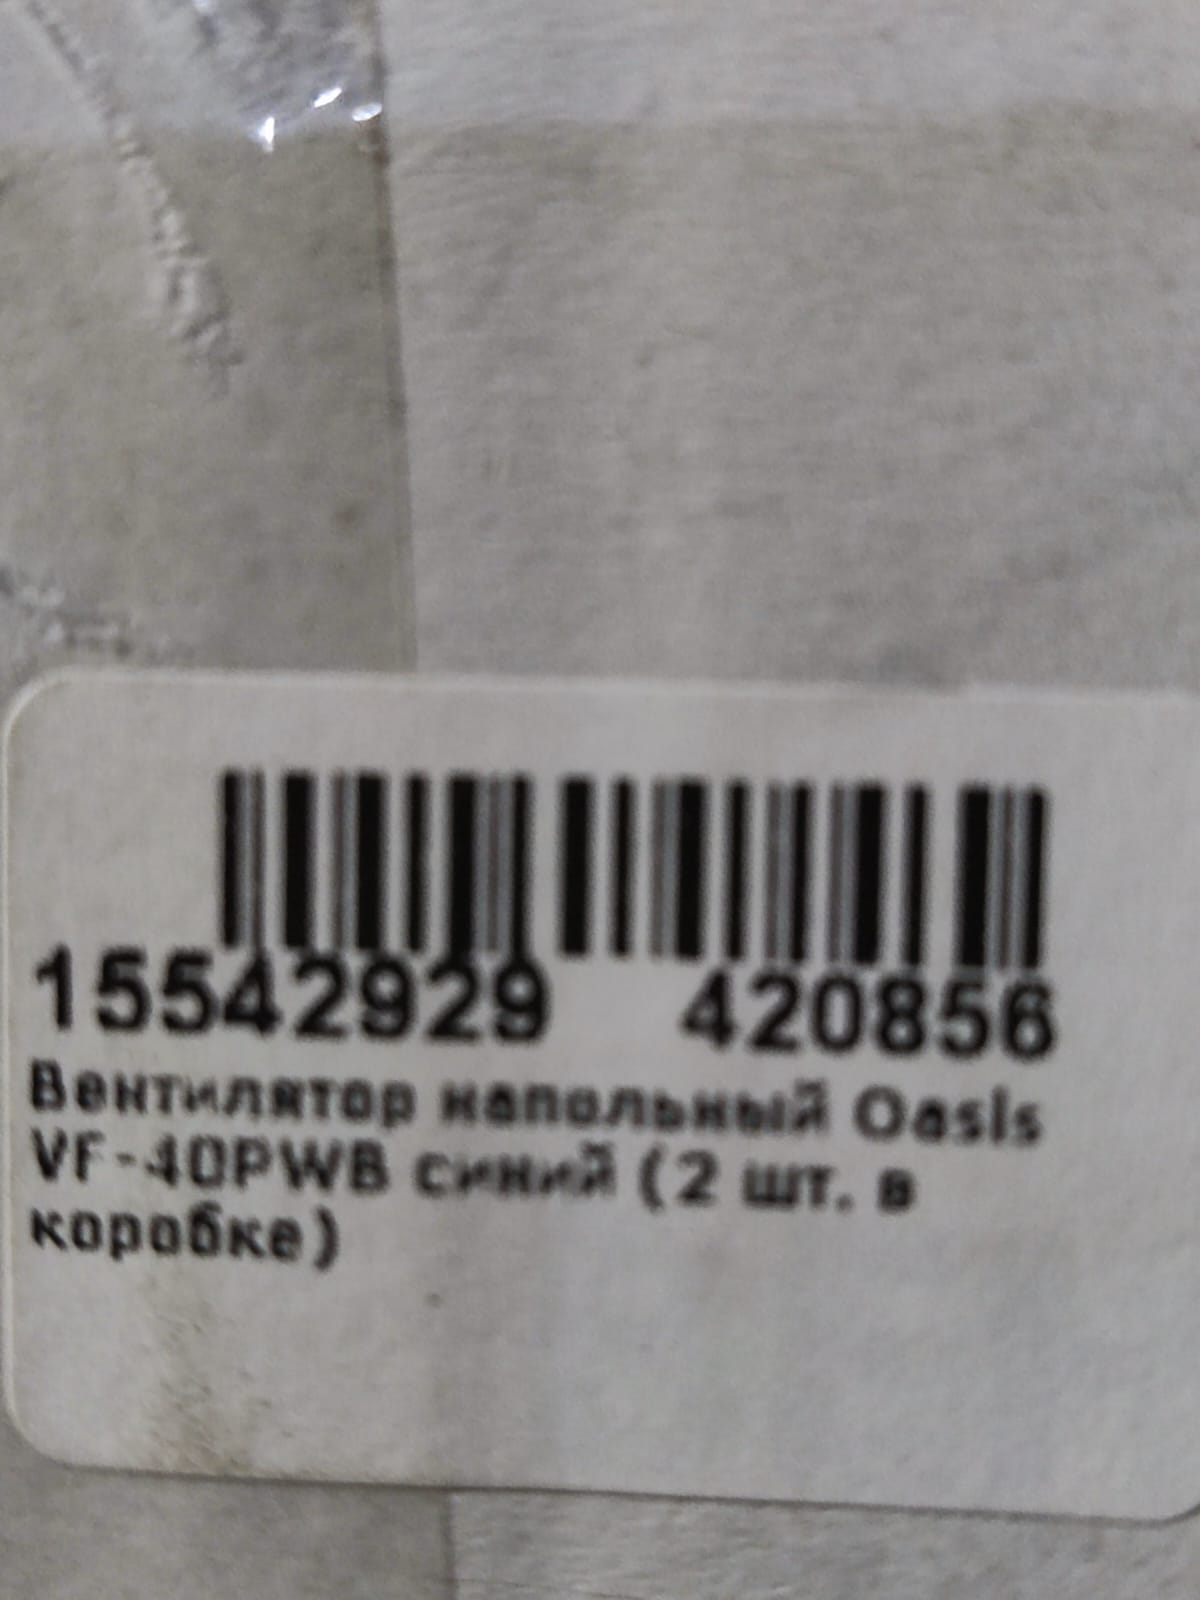 15542929 420856
Вентилятор напольный Oasis
VF-40PWB синий (2 шт. в
коробке)